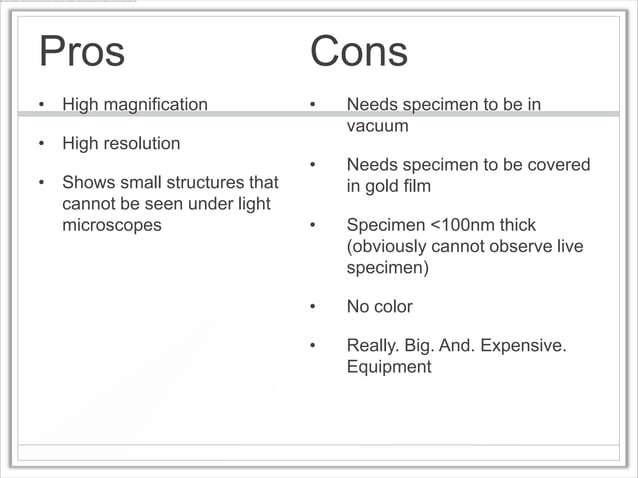 Pros
• High magnification
• High resolution
• Shows small structures that
cannot be seen under light
microscopes
Cons
• Needs specimen to be in
vacuum
• Needs specimen to be covered
in gold film
• Specimen <100nm thick
(obviously cannot observe live
specimen)
• No color
• Really. Big. And. Expensive.
Equipment